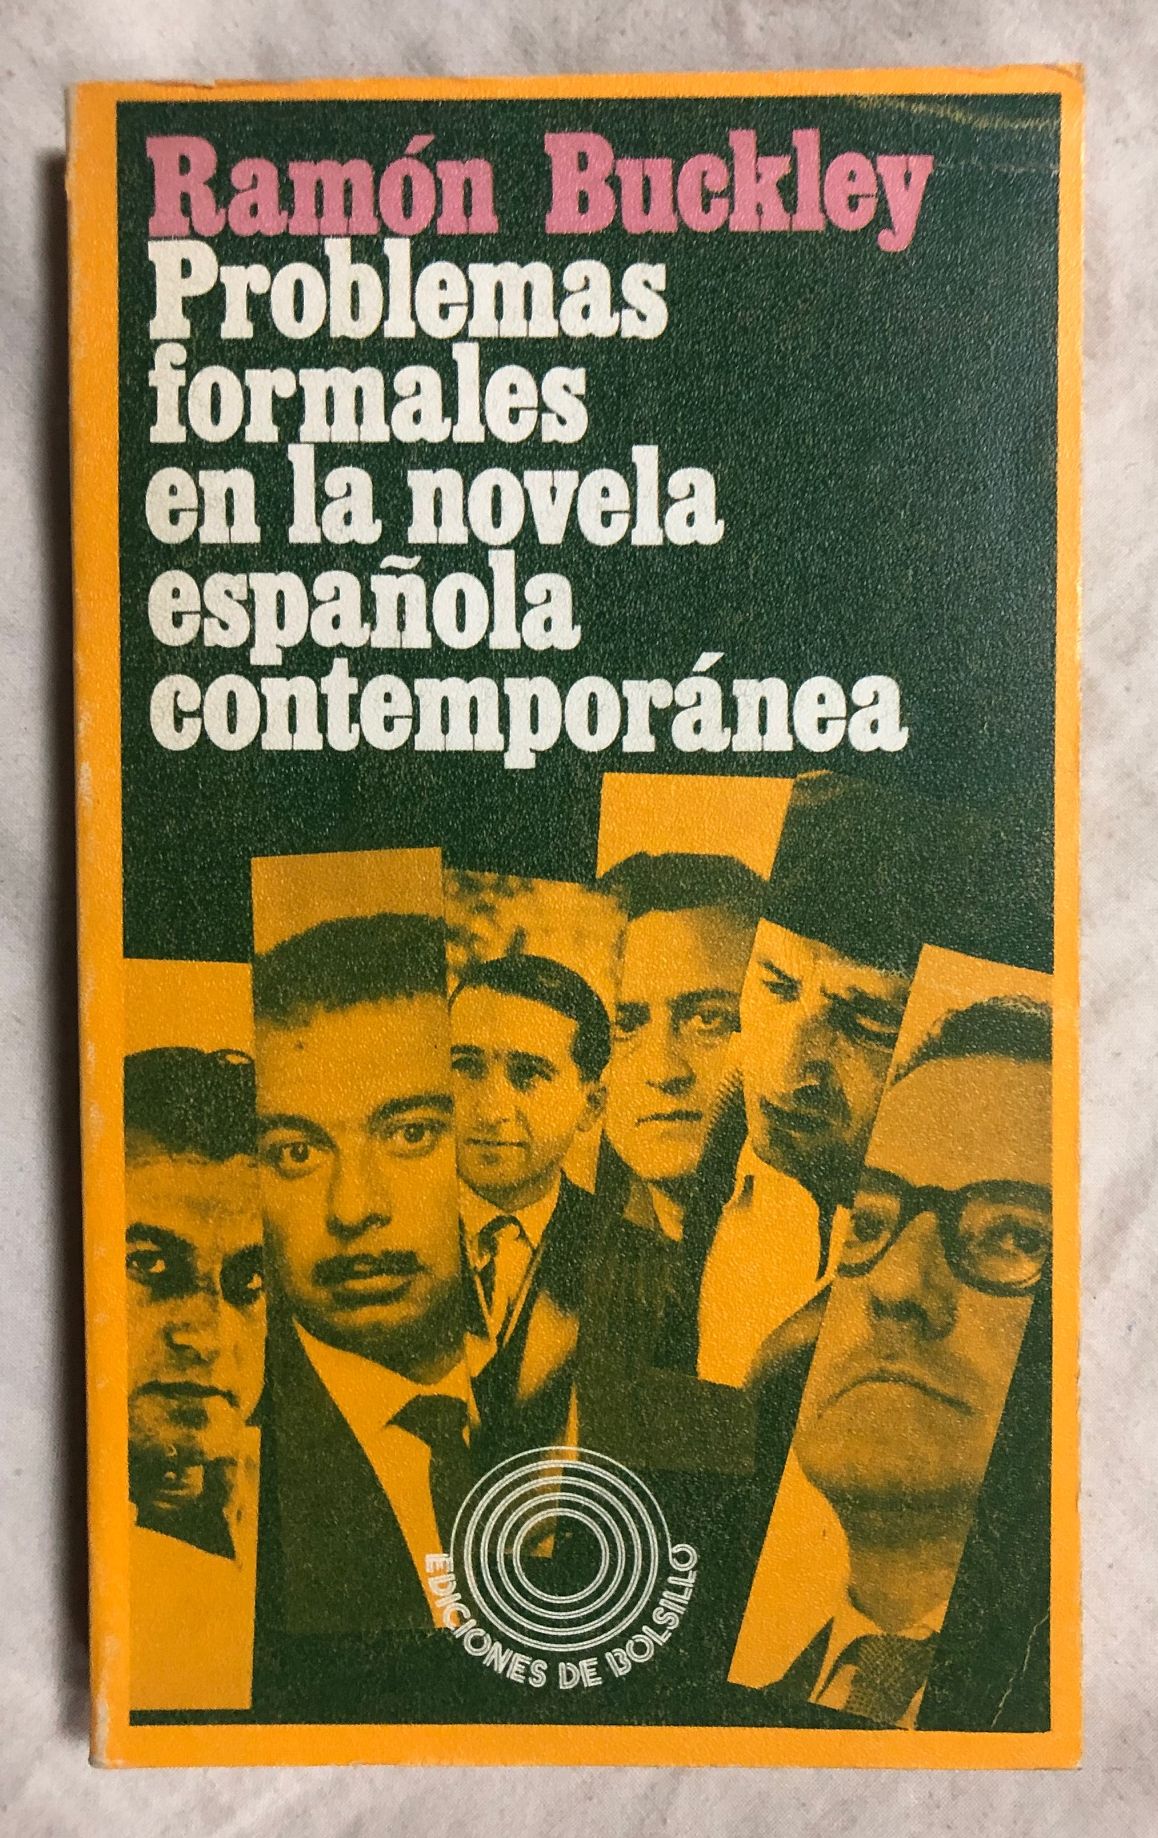 Ramón Buckley
Problemas
formales
en la novela
española
contemporánea
EDICIONES DE BOLSILLO